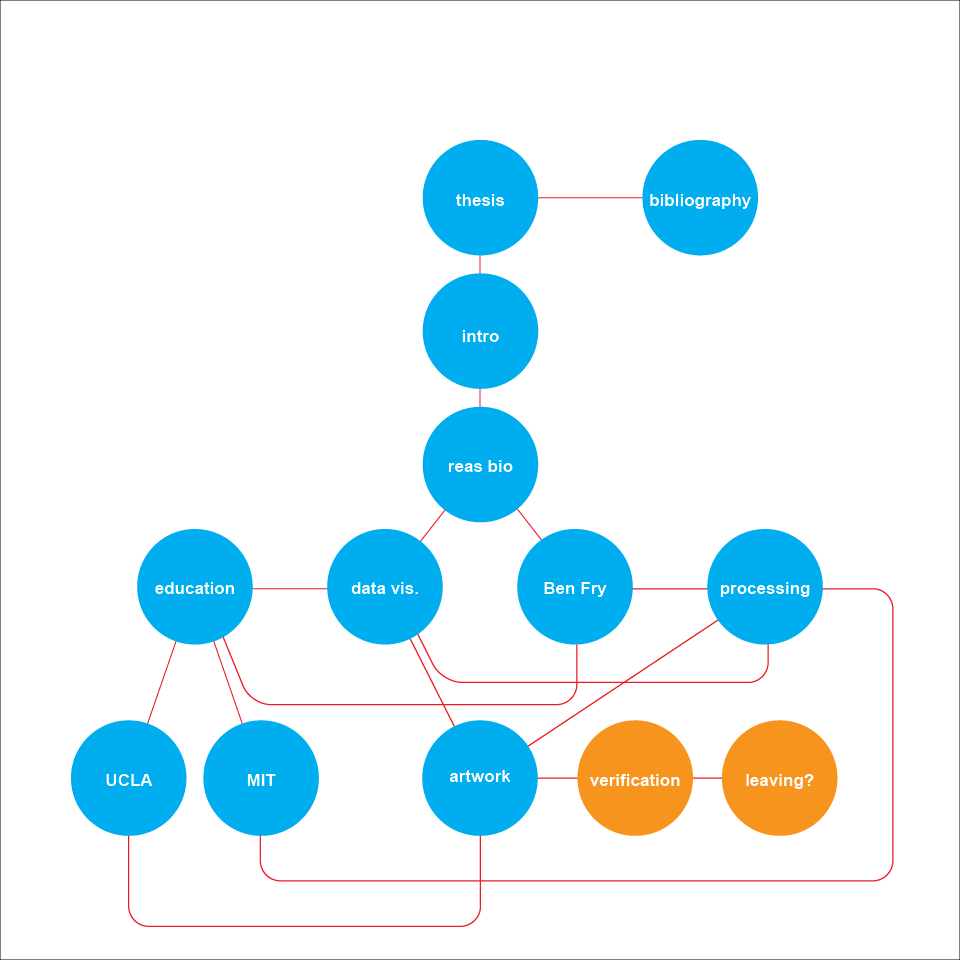 thesis
bibliography
intro
reas bio
education
data vis.
Ben Fry
processing
UCLA
MIT
artwork
verification
leaving?